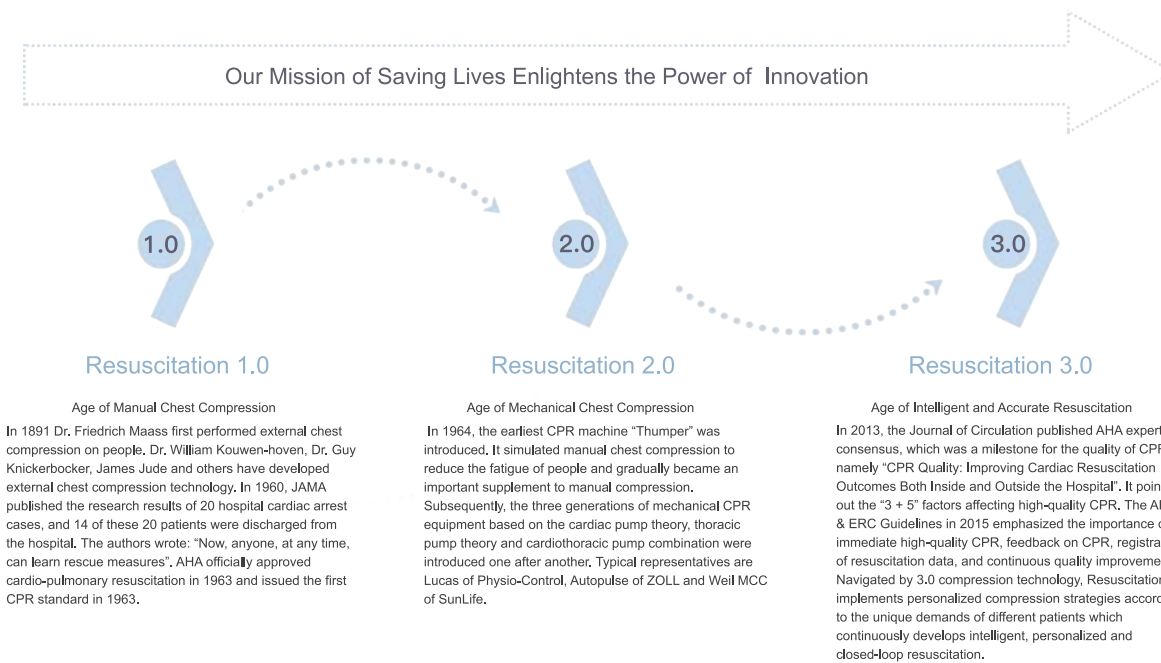 Our Mission of Saving Lives Enlightens the Power of Innovation
1.0
2.0
3.0
Resuscitation 1.0
Age of Manual Chest Compression
In 1891 Dr. Friedrich Maass first performed external chest
compression on people. Dr. William Kouwen-hoven, Dr. Guy
Knickerbocker, James Jude and others have developed
external chest compression technology. In 1960, JAMA
published the research results of 20 hospital cardiac arrest
cases, and 14 of these 20 patients were discharged from
the hospital. The authors wrote: “Now, anyone, at any time,
can learn rescue measures”. AHA officially approved
cardio-pulmonary resuscitation in 1963 and issued the first
CPR standard in 1963.
Resuscitation 2.0
Age of Mechanical Chest Compression
In 1964, the earliest CPR machine “Thumper” was
introduced. It simulated manual chest compression to
reduce the fatigue of people and gradually became an
important supplement to manual compression.
Subsequently, the three generations of mechanical CPR
equipment based on the cardiac pump theory, thoracic
pump theory and cardiothoracic pump combination were
introduced one after another. Typical representatives are
Lucas of Physio-Control, Autopulse of ZOLL and Weil MCC
of SunLife.
Resuscitation 3.0
Age of Intelligent and Accurate Resuscitation
In 2013, the Journal of Circulation published AHA expert
consensus, which was a milestone for the quality of CPR
namely “CPR Quality: Improving Cardiac Resuscitation
Outcomes Both Inside and Outside the Hospital”. It
out the “3 + 5” factors affecting high-quality CPR. The
& ERC Guidelines in 2015 emphasized the importance
immediate high-quality CPR, feedback on CPR,
of resuscitation data, and continuous quality
Navigated by 3.0 compression technology, Resuscitation
implements personalized compression strategies
to the unique demands of different patients which
continuously develops intelligent, personalized and
closed-loop resuscitation.